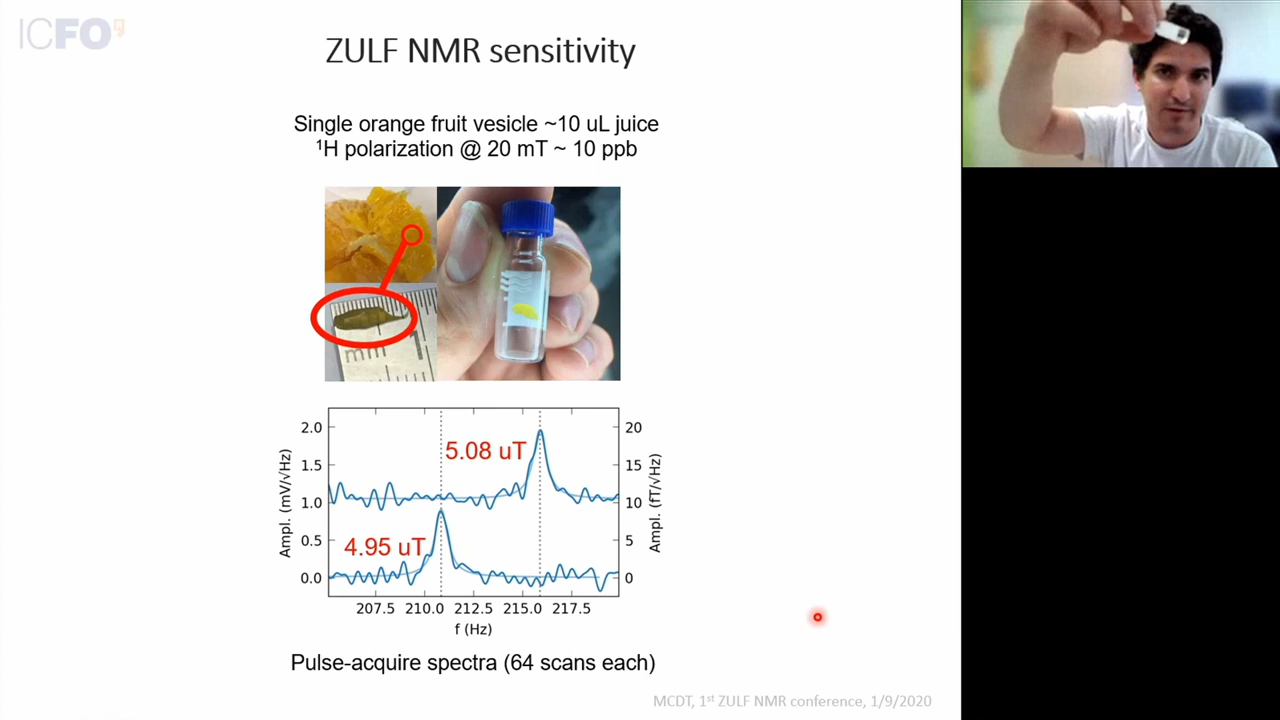 ICFO
ZULF NMR sensitivity
Single orange fruit vesicle ~10 uL juice
¹H polarization @ 20 mT ~ 10 ppb
mm 1
2.0
1.5
1.0
0.5
0.0
Ampl. (mV/√Hz)
5.08 uT
4.95 uT
20
15
10
5
0
Ampl. (fT/√Hz)
207.5 210.0 212.5 215.0 217.5
f (Hz)
Pulse-acquire spectra (64 scans each)
MCDT, 1st ZULF NMR conference, 1/9/2020